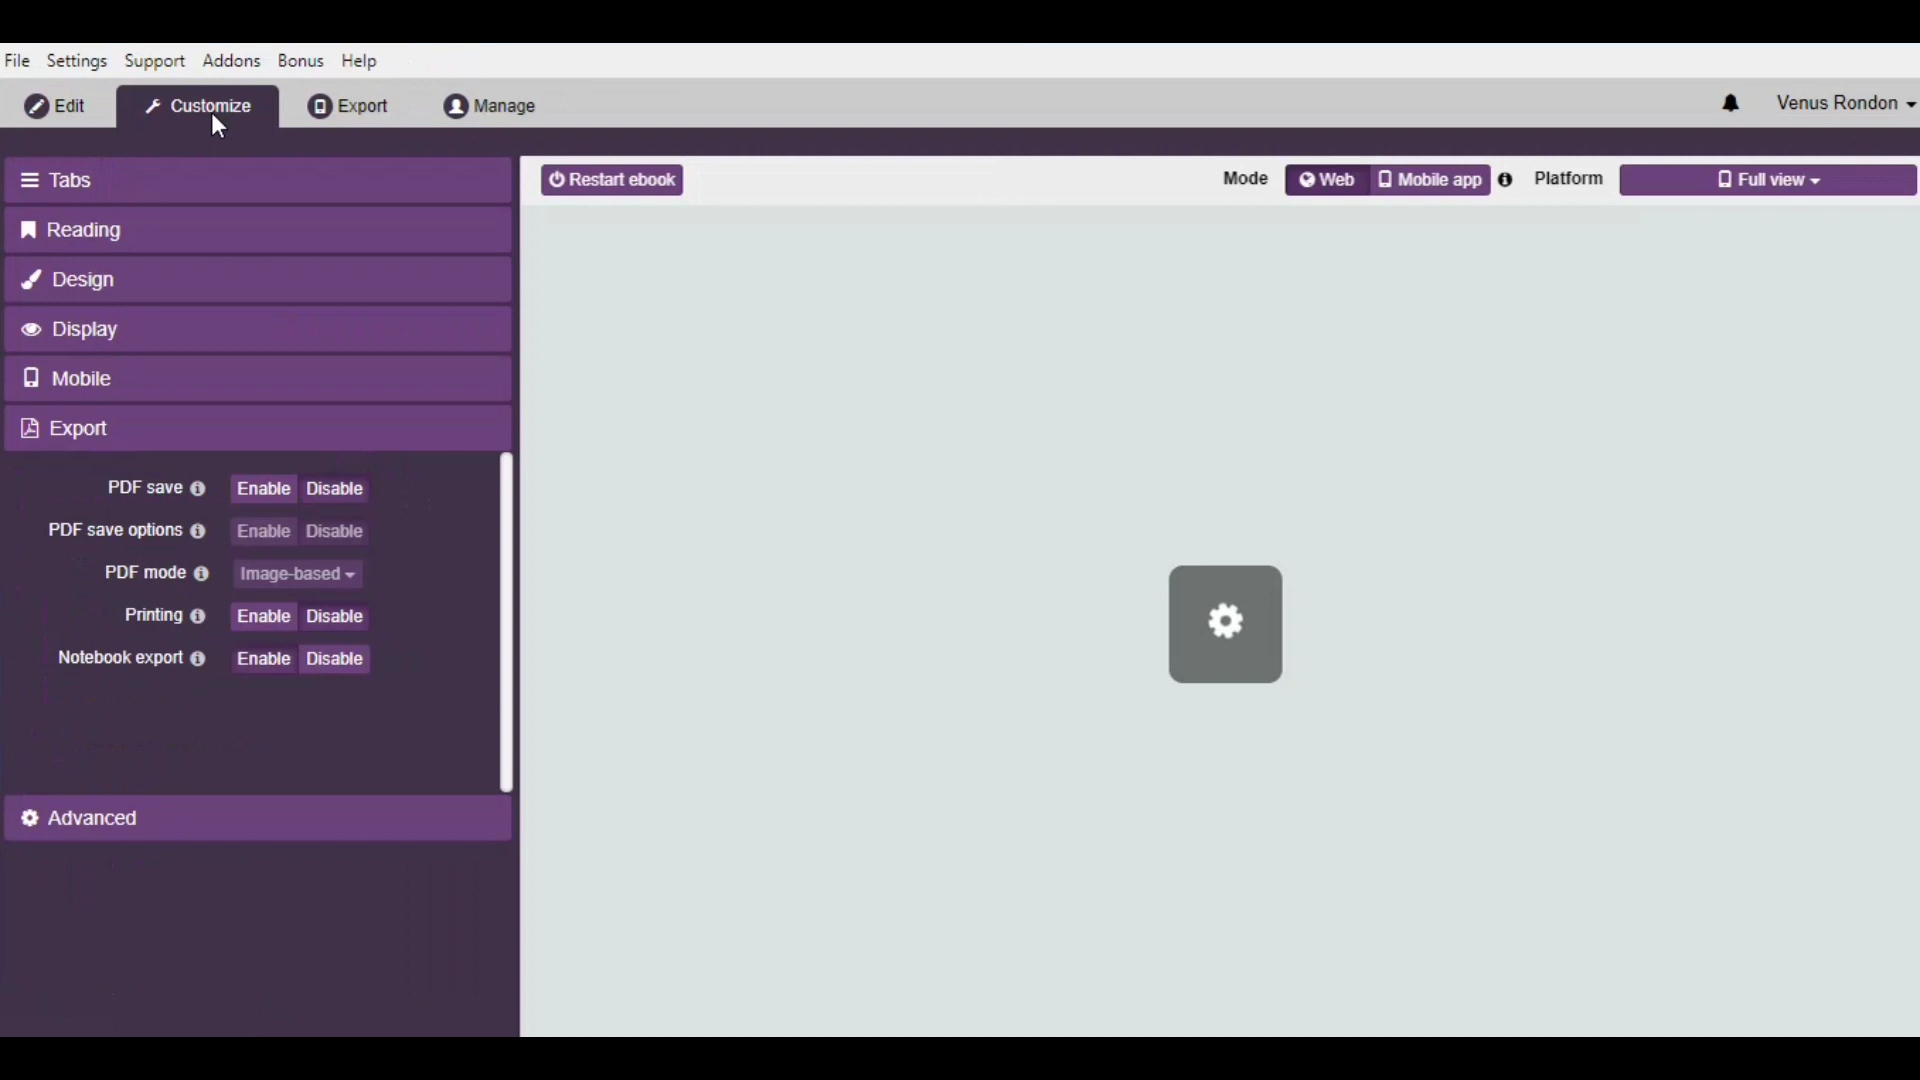 File Settings Support Addons Bonus Help
Edit Customize Export Manage Venus Rondon
Tabs
Restart ebook Mode Web Mobile app Platform Full view
Reading
Design
Display
Mobile
Export
PDF save Enable Disable
PDF save options Enable Disable
PDF mode Image-based
Printing Enable Disable
Notebook export Enable Disable
Advanced